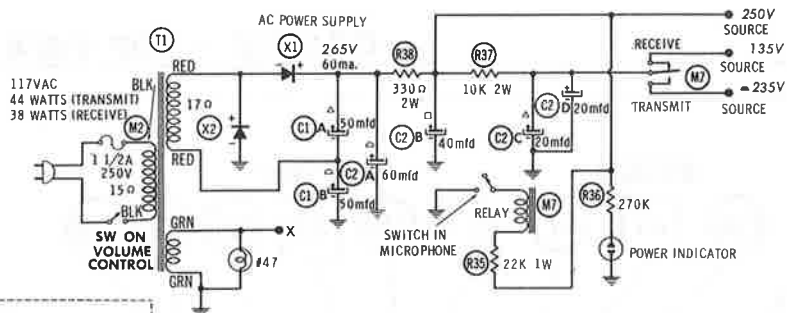 AC POWER SUPPLY
T1
X1
265V
60ma.
R38
330Ω
2W
R37
10K 2W
250V
SOURCE
RECEIVE
135V
SOURCE
M7
TRANSMIT
235V
SOURCE
117VAC
44 WATTS (TRANSMIT)
38 WATTS (RECEIVE)
M2
BLK
RED
17Ω
X2
C1 A
50mfd
C2 A
60mfd
C2 B
40mfd
C2 C
20mfd
C2 D
20mfd
1 1/2A
250V
15Ω
BLK
RED
C1 B
50mfd
SW ON
VOLUME
CONTROL
GRN
GRN
X
#47
SWITCH IN
MICROPHONE
RELAY
M7
R35
22K 1W
R36
270K
POWER INDICATOR